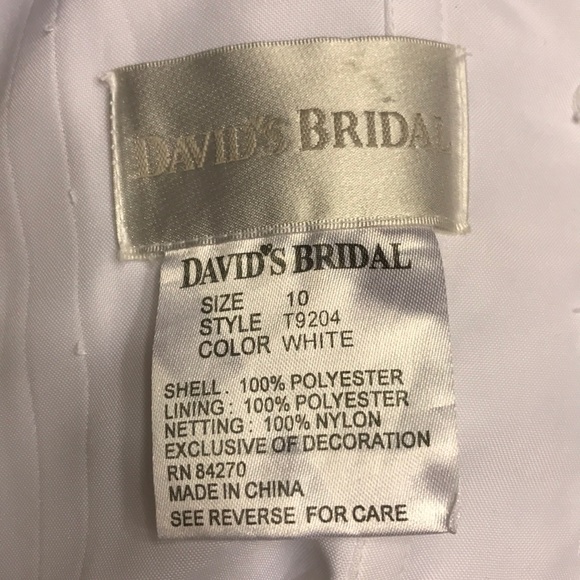 DAVID'S BRIDAL
DAVID'S BRIDAL
SIZE 10
STYLE T9204
COLOR WHITE
SHELL: 100% POLYESTER
LINING: 100% POLYESTER
NETTING: 100% NYLON
EXCLUSIVE OF DECORATION
RN 84270
MADE IN CHINA
SEE REVERSE FOR CARE